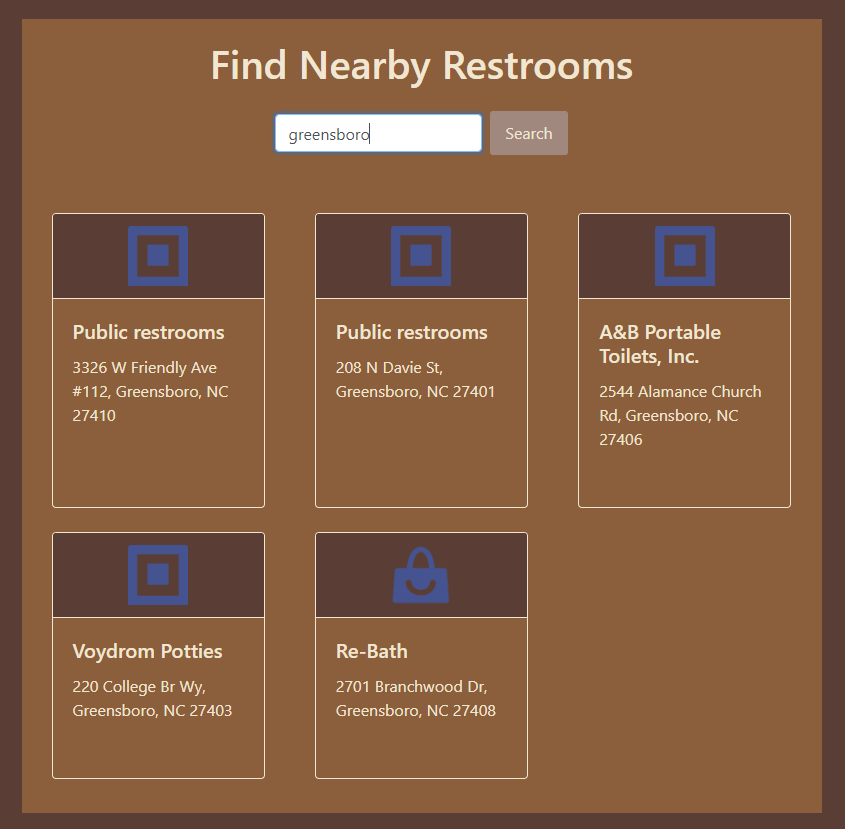 Find Nearby Restrooms
greensboro
Search
Public restrooms
3326 W Friendly Ave
#112, Greensboro, NC
27410
Public restrooms
208 N Davie St,
Greensboro, NC 27401
A&B Portable
Toilets, Inc.
2544 Alamance Church
Rd, Greensboro, NC
27406
Voydrom Potties
220 College Br Wy,
Greensboro, NC 27403
Re-Bath
2701 Branchwood Dr,
Greensboro, NC 27408